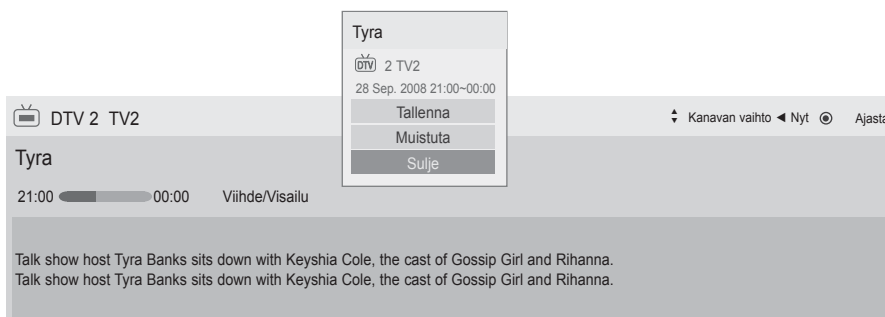 Tyra
DTV 2 TV2
28 Sep. 2008 21:00~00:00
Tallenna
Muistuta
Sulje
DTV 2 TV2
Kanavan vaihto ◄ Nyt ◉
Tyra
21:00 00:00 Viihde/Visailu
Talk show host Tyra Banks sits down with Keyshia Cole, the cast of Gossip Girl and Rihanna.
Talk show host Tyra Banks sits down with Keyshia Cole, the cast of Gossip Girl and Rihanna.